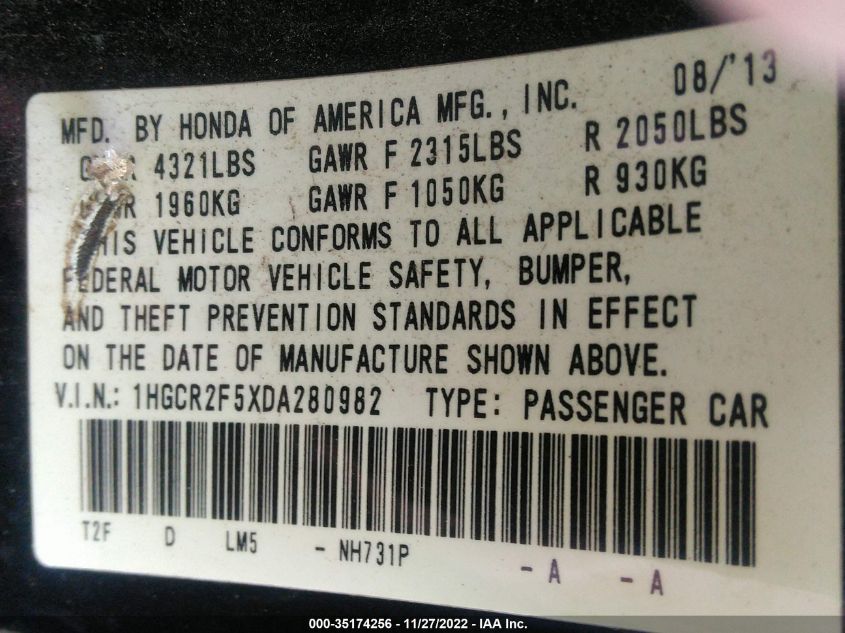 08/'13
MFD. BY HONDA OF AMERICA MFG., INC.
4321LBS GAWR F 2315LBS R 2050LBS
1960KG GAWR F 1050KG R 930KG
THIS VEHICLE CONFORMS TO ALL APPLICABLE
FEDERAL MOTOR VEHICLE SAFETY, BUMPER,
AND THEFT PREVENTION STANDARDS IN EFFECT
ON THE DATE OF MANUFACTURE SHOWN ABOVE.
V.I.N.: 1HGCR2F5XDA280982 TYPE: PASSENGER CAR
T2F D LM5 - NH731P - A - A
000-35174256 - 11/27/2022 - IAA Inc.